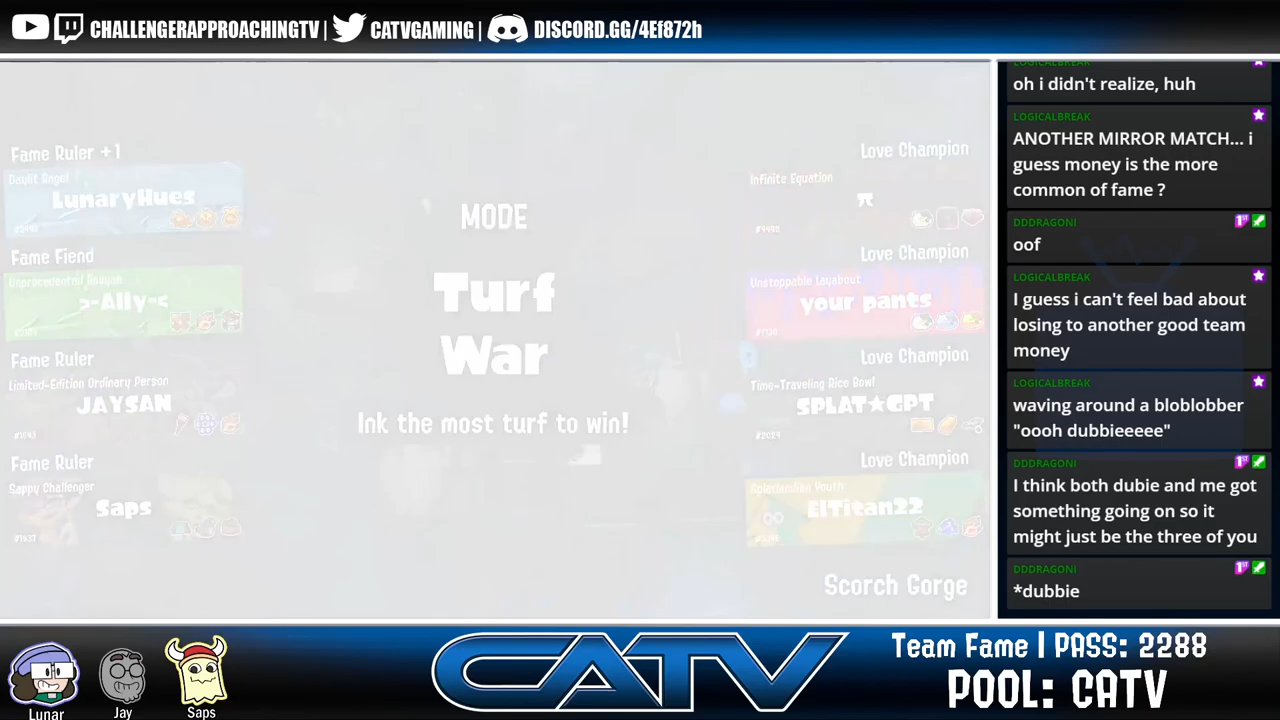 CHALLENGERAPPROACHINGTV | CATVGAMING | DISCORD.GG/4Ef872h
Fame Ruler +1
Daylit Angel
LunaryHues
Fame Fiend
>-Ally-<
Fame Ruler
Limited-Edition Ordinary Person
JAYSAN
#1643
Fame Ruler
Sappy Challenger
Saps
#1437
MODE
Turf
War
Ink the most turf to win!
Love Champion
Infinite Equation
π
Love Champion
Unstoppable Layabout
your pants
Love Champion
Time-Traveling Rice Bowl
SPLAT★GPT
#2024
Love Champion
Splatlandian Youth
ElTitan22
Scorch Gorge
LOGICALBREAK
oh i didn't realize, huh
LOGICALBREAK
ANOTHER MIRROR MATCH... i
guess money is the more
common of fame ?
DDDRAGONI
oof
LOGICALBREAK
I guess i can't feel bad about
losing to another good team
money
LOGICALBREAK
waving around a bloblobber
"oooh dubbieeeee"
DDDRAGONI
I think both dubie and me got
something going on so it
might just be the three of you
DDDRAGONI
*dubbie
Lunar
Jay
Saps
CATV
Team Fame | PASS: 2288
POOL: CATV